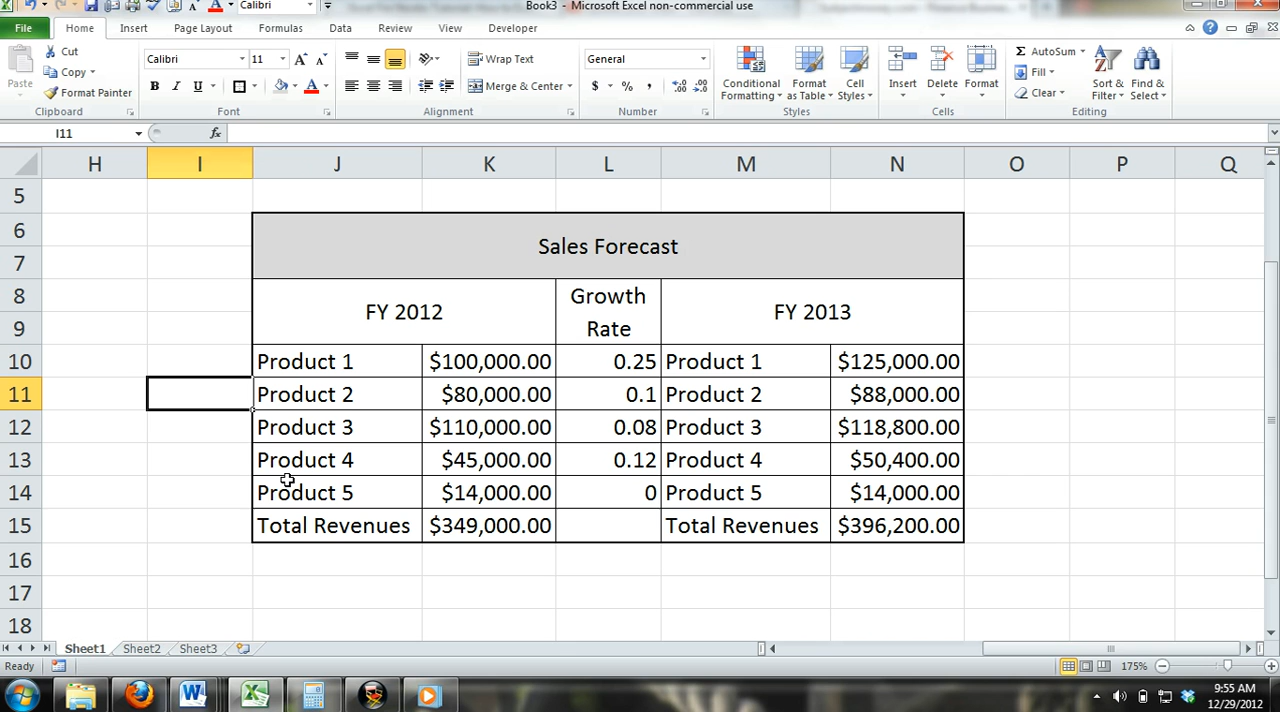 Calibri
Book3 - Microsoft Excel non-commercial use
File Home Insert Page Layout Formulas Data Review View Developer
Paste
Cut
Copy
Format Painter
Clipboard
Calibri 11
B I U
Font
Wrap Text
Merge & Center
Alignment
General
$ % ,
Number
Conditional Formatting
Format as Table
Cell Styles
Styles
Insert Delete Format
Cells
AutoSum
Fill
Clear
Sort & Filter
Find & Select
Editing
I11 fx
H I J K L M N O P Q
5
6
7
Sales Forecast
8
9
FY 2012 Growth Rate FY 2013
10 Product 1 $100,000.00 0.25 Product 1 $125,000.00
11 Product 2 $80,000.00 0.1 Product 2 $88,000.00
12 Product 3 $110,000.00 0.08 Product 3 $118,800.00
13 Product 4 $45,000.00 0.12 Product 4 $50,400.00
14 Product 5 $14,000.00 0 Product 5 $14,000.00
15 Total Revenues $349,000.00 Total Revenues $396,200.00
16
17
18
Sheet1 Sheet2 Sheet3
Ready 175%
9:55 AM
12/29/2012